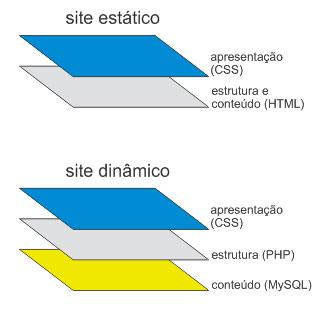 site estático
apresentação
(CSS)
estrutura e
conteúdo (HTML)
site dinâmico
apresentação
(CSS)
estrutura (PHP)
conteúdo (MySQL)